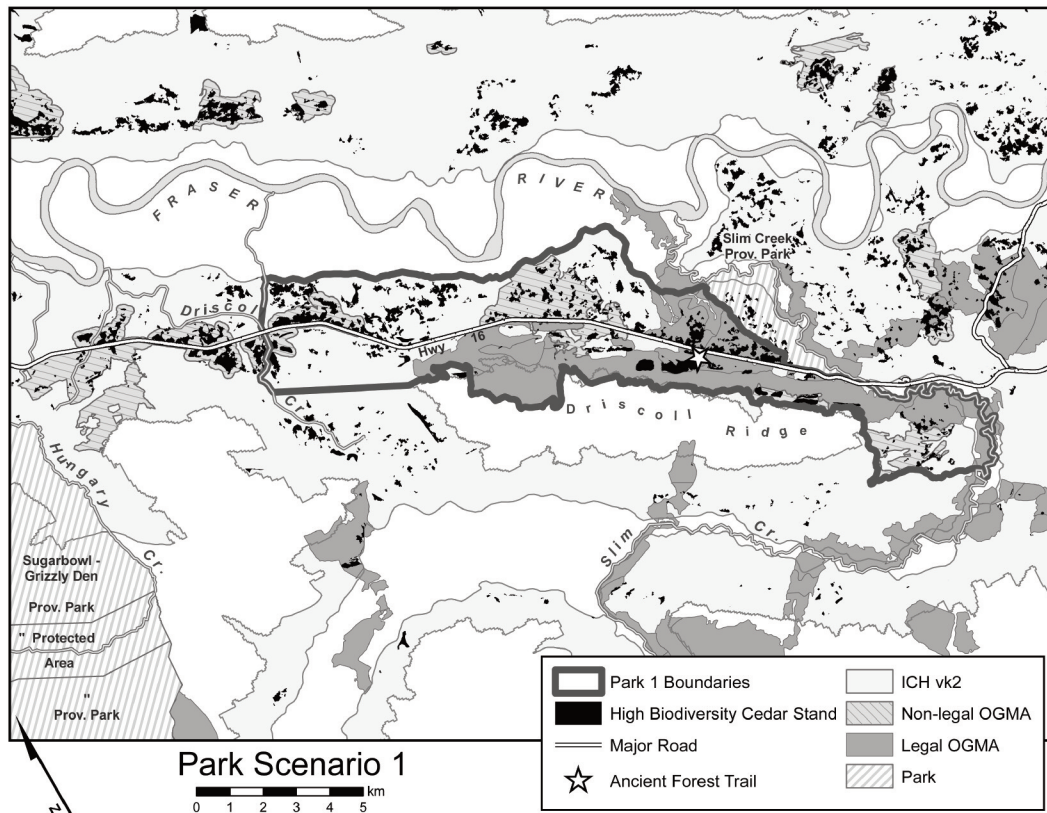 FRASER
RIVER
Slim Creek
Prov. Park
Driscoll
Cr.
Hwy 16
Driscoll
Ridge
Hungary
Cr.
Slim
Cr.
Sugarbowl -
Grizzly Den
Prov. Park
" Protected
Area
"
Prov. Park
Park 1 Boundaries
High Biodiversity Cedar Stand
Major Road
Ancient Forest Trail
ICH vk2
Non-legal OGMA
Legal OGMA
Park
Park Scenario 1
km
0 1 2 3 4 5
N